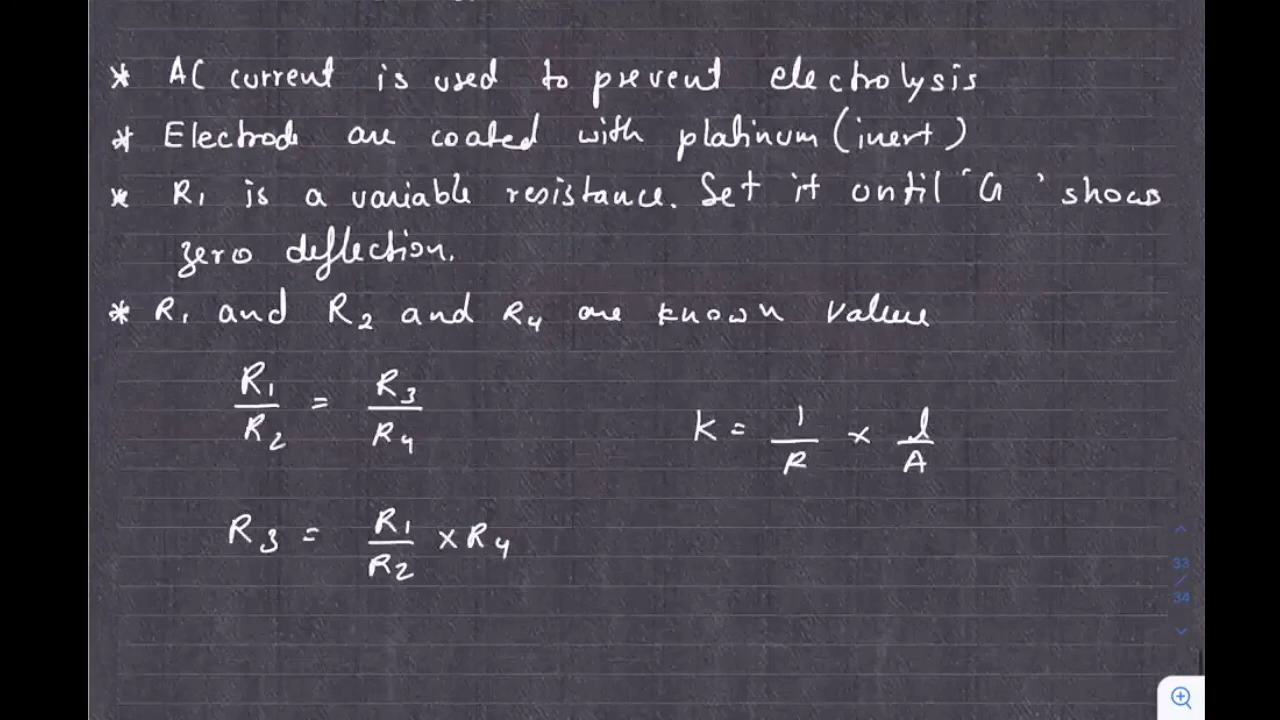 * AC current is used to prevent electrolysis
* Electrode are coated with platinum (inert)
* R₁ is a variable resistance. Set it until 'G' shows
zero deflection.
* R₁ and R₂ and R₄ are known value
R₁/R₂ = R₃/R₄
K = 1/R × l/A
R₃ = R₁/R₂ × R₄
33
/
34